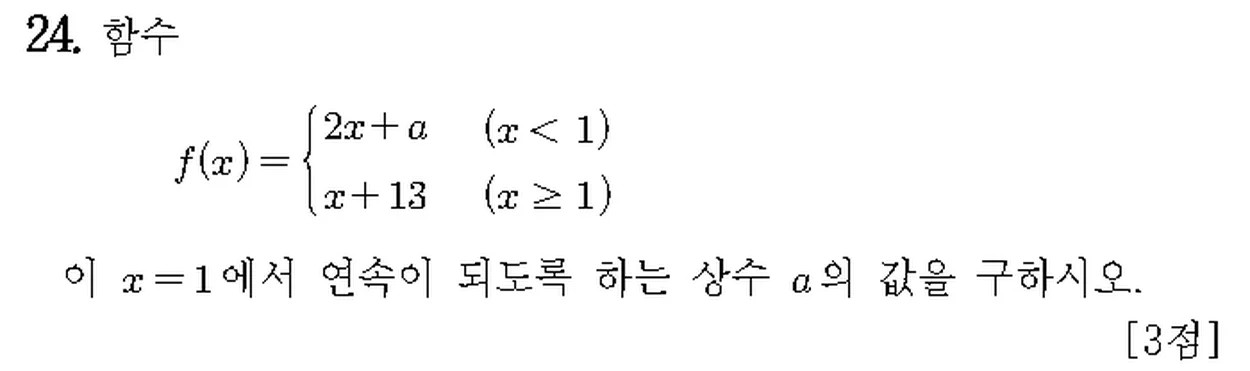 24. 함수
f(x) = { 2x + a (x < 1)
x + 13 (x ≥ 1)
이 x = 1에서 연속이 되도록 하는 상수 a의 값을 구하시오.
[3점]